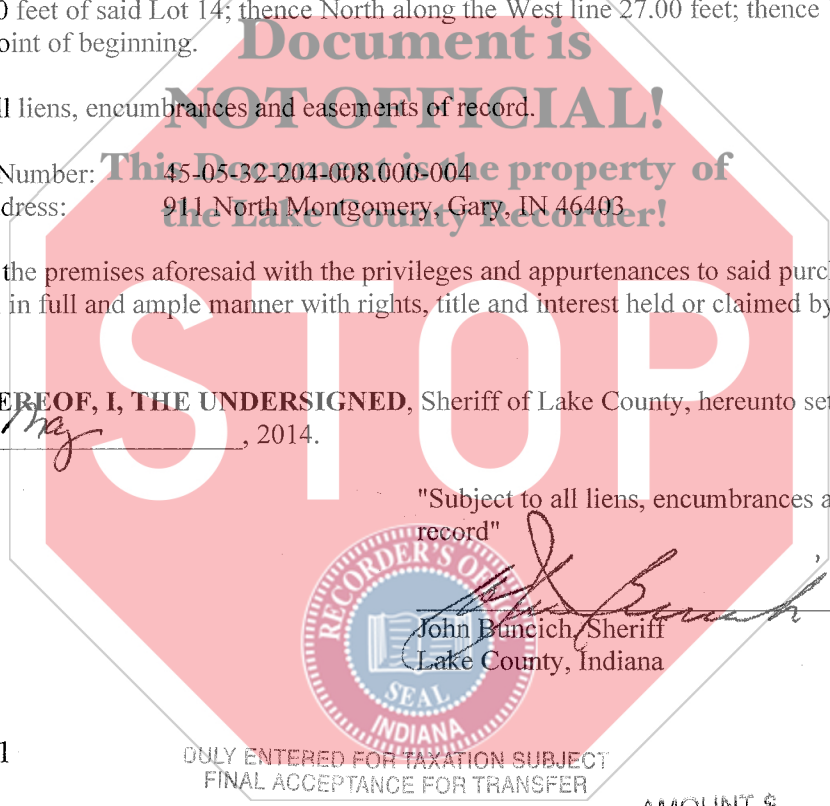 0 feet of said Lot 14; thence North along the West line 27.00 feet; thence
oint of beginning.
Document is
ll liens, encumbrances and easements of record.
NOT OFFICIAL!
Number: 45-05-32-204-008.000-004
This Document is the property of
dress: 911 North Montgomery, Gary, IN 46403
the Lake County Recorder!
the premises aforesaid with the privileges and appurtenances to said purch
in full and ample manner with rights, title and interest held or claimed by
STOP
EREOF, I, THE UNDERSIGNED, Sheriff of Lake County, hereunto set
May, 2014.
"Subject to all liens, encumbrances a
record"
John Buncich, Sheriff
Lake County, Indiana
RECORDER'S OF
SEAL
INDIANA
1
DULY ENTERED FOR TAXATION SUBJECT
FINAL ACCEPTANCE FOR TRANSFER
AMOUNT $